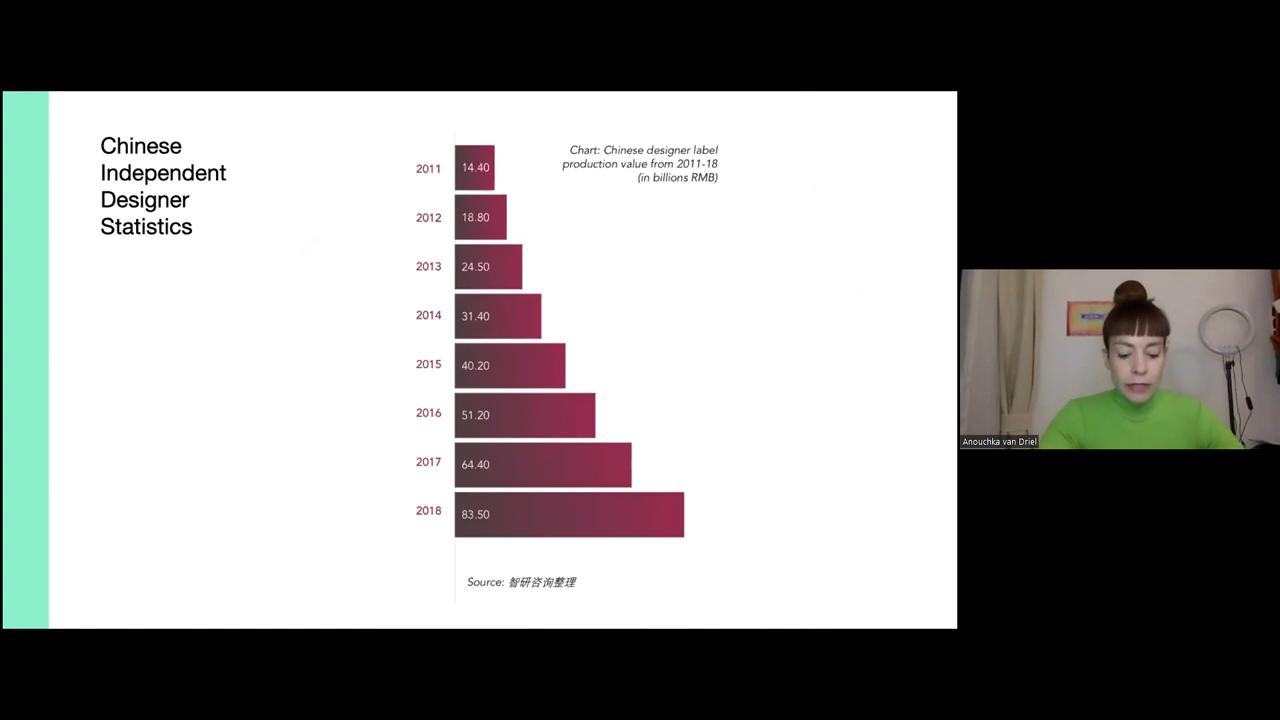 Chinese
Independent
Designer
Statistics
Chart: Chinese designer label
production value from 2011-18
(in billions RMB)
2011 14.40
2012 18.80
2013 24.50
2014 31.40
2015 40.20
2016 51.20
2017 64.40
2018 83.50
Source: 智研咨询整理
Anouchka van Driel